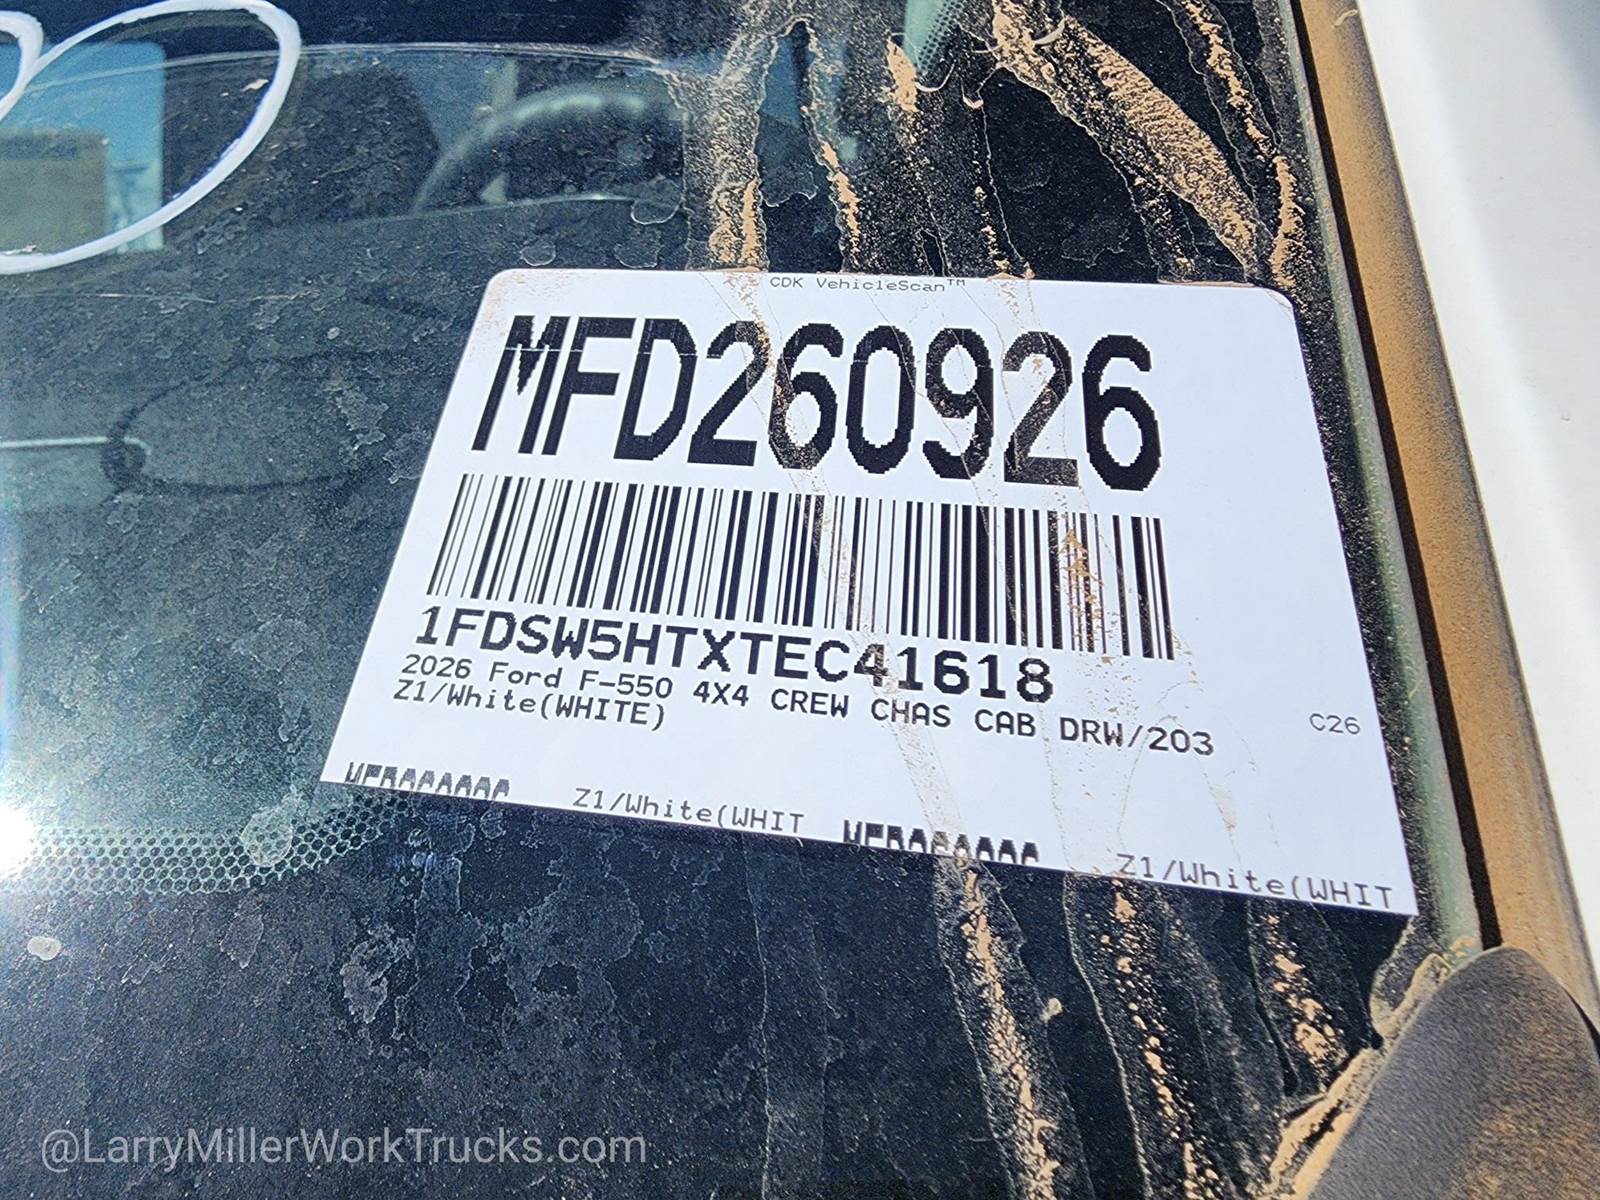 CDK VehicleScan™
MFD260926
1FDSW5HTXTEC41618
2026 Ford F-550 4X4 CREW CHAS CAB DRW/203
Z1/White(WHITE)
C26
Z1/White(WHIT
Z1/White(WHIT
@LarryMillerWorkTrucks.com